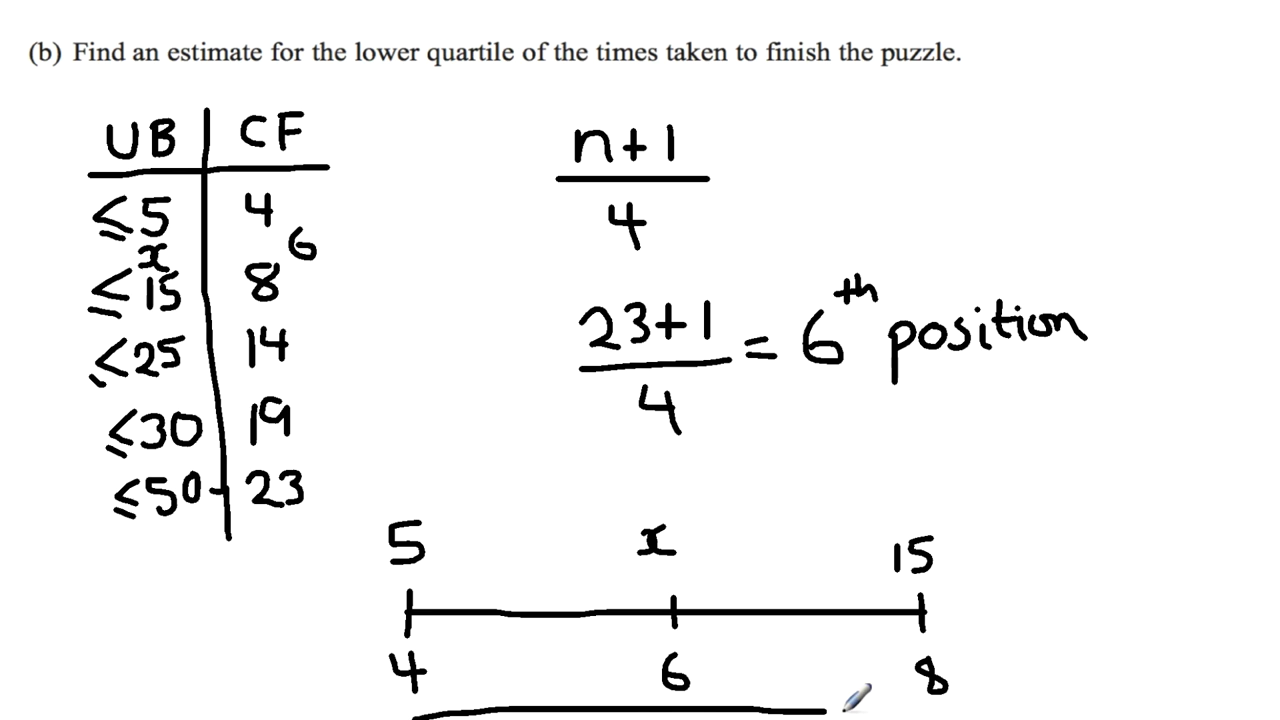 (b) Find an estimate for the lower quartile of the times taken to finish the puzzle.
UB CF
≤5 4
x 6
≤15 8
≤25 14
≤30 19
≤50 23
n+1
4
23+1
4
= 6th position
5 x 15
4 6 8